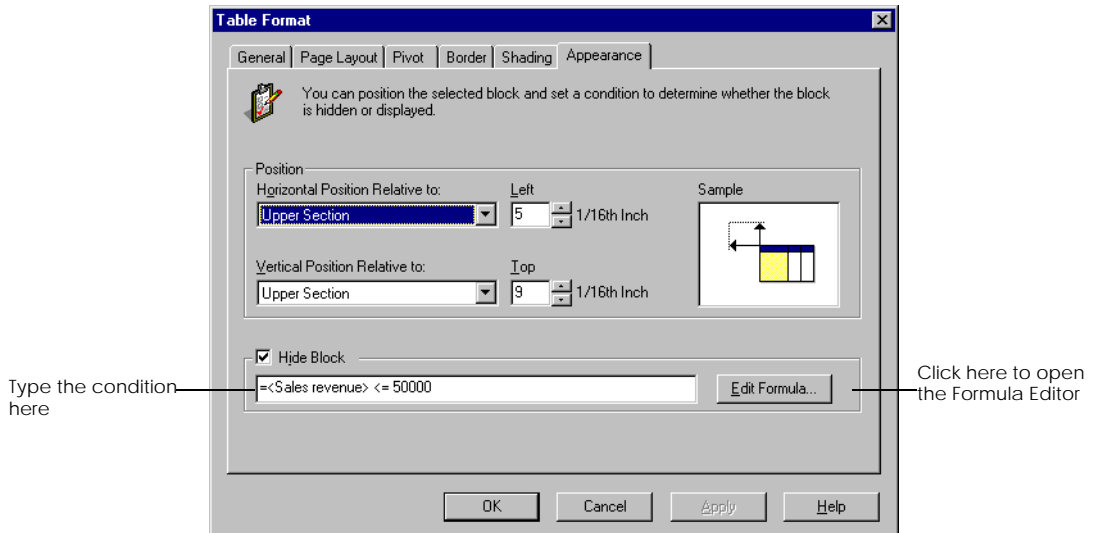 Table Format
General Page Layout Pivot Border Shading Appearance
You can position the selected block and set a condition to determine whether the block
is hidden or displayed.
Position
Horizontal Position Relative to:
Left
Sample
Upper Section
5
1/16th Inch
Vertical Position Relative to:
Top
Upper Section
9
1/16th Inch
Hide Block
=<Sales revenue> <= 50000
Edit Formula...
Type the condition
here
Click here to open
the Formula Editor
OK
Cancel
Apply
Help